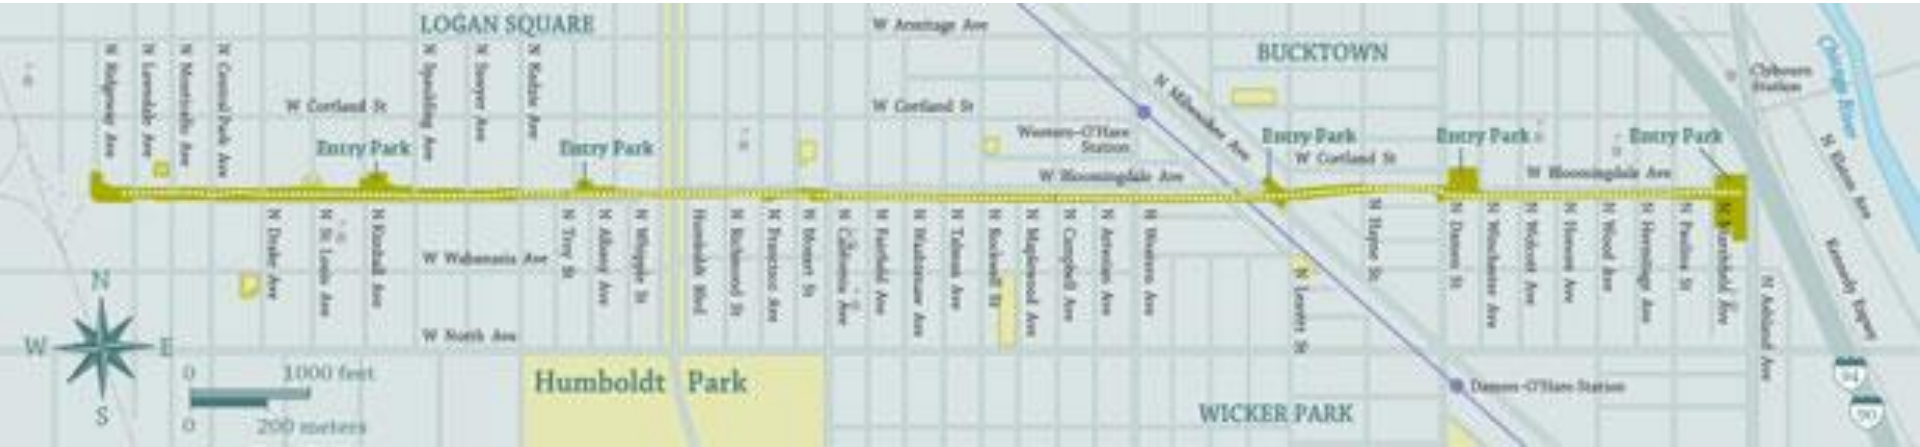 LOGAN SQUARE
W Armitage Ave
BUCKTOWN
Chicago River
Clybourn
Station
N Ridgeway Ave
N Lawndale Ave
N Monticello Ave
N Central Park Ave
N Spaulding Ave
N Sawyer Ave
N Kedzie Ave
W Cortland St
W Cortland St
N Milwaukee Ave
Western-O'Hare
Station
Entry Park
Entry Park
Entry Park
Entry Park
Entry Park
W Cortland St
N Elston Ave
W Bloomingdale Ave
W Bloomingdale Ave
N Drake Ave
N St Louis Ave
N Kimball Ave
W Wabansia Ave
N Troy St
N Albany Ave
N Whipple St
Humboldt Blvd
N Richmond St
N Francisco Ave
N Mozart St
N California Ave
N Fairfield Ave
N Washtenaw Ave
N Talman Ave
N Rockwell St
N Maplewood Ave
N Campbell Ave
N Artesian Ave
N Western Ave
N Leavitt St
N Hoyne St
N Damen St
N Winchester Ave
N Wolcott Ave
N Honore Ave
N Wood Ave
N Hermitage Ave
N Paulina St
N Marshfield Ave
N Ashland Ave
Kennedy Expwy
N
W
E
S
W North Ave
0
1000 feet
0
200 meters
Humboldt Park
WICKER PARK
Damen-O'Hare Station
94
90